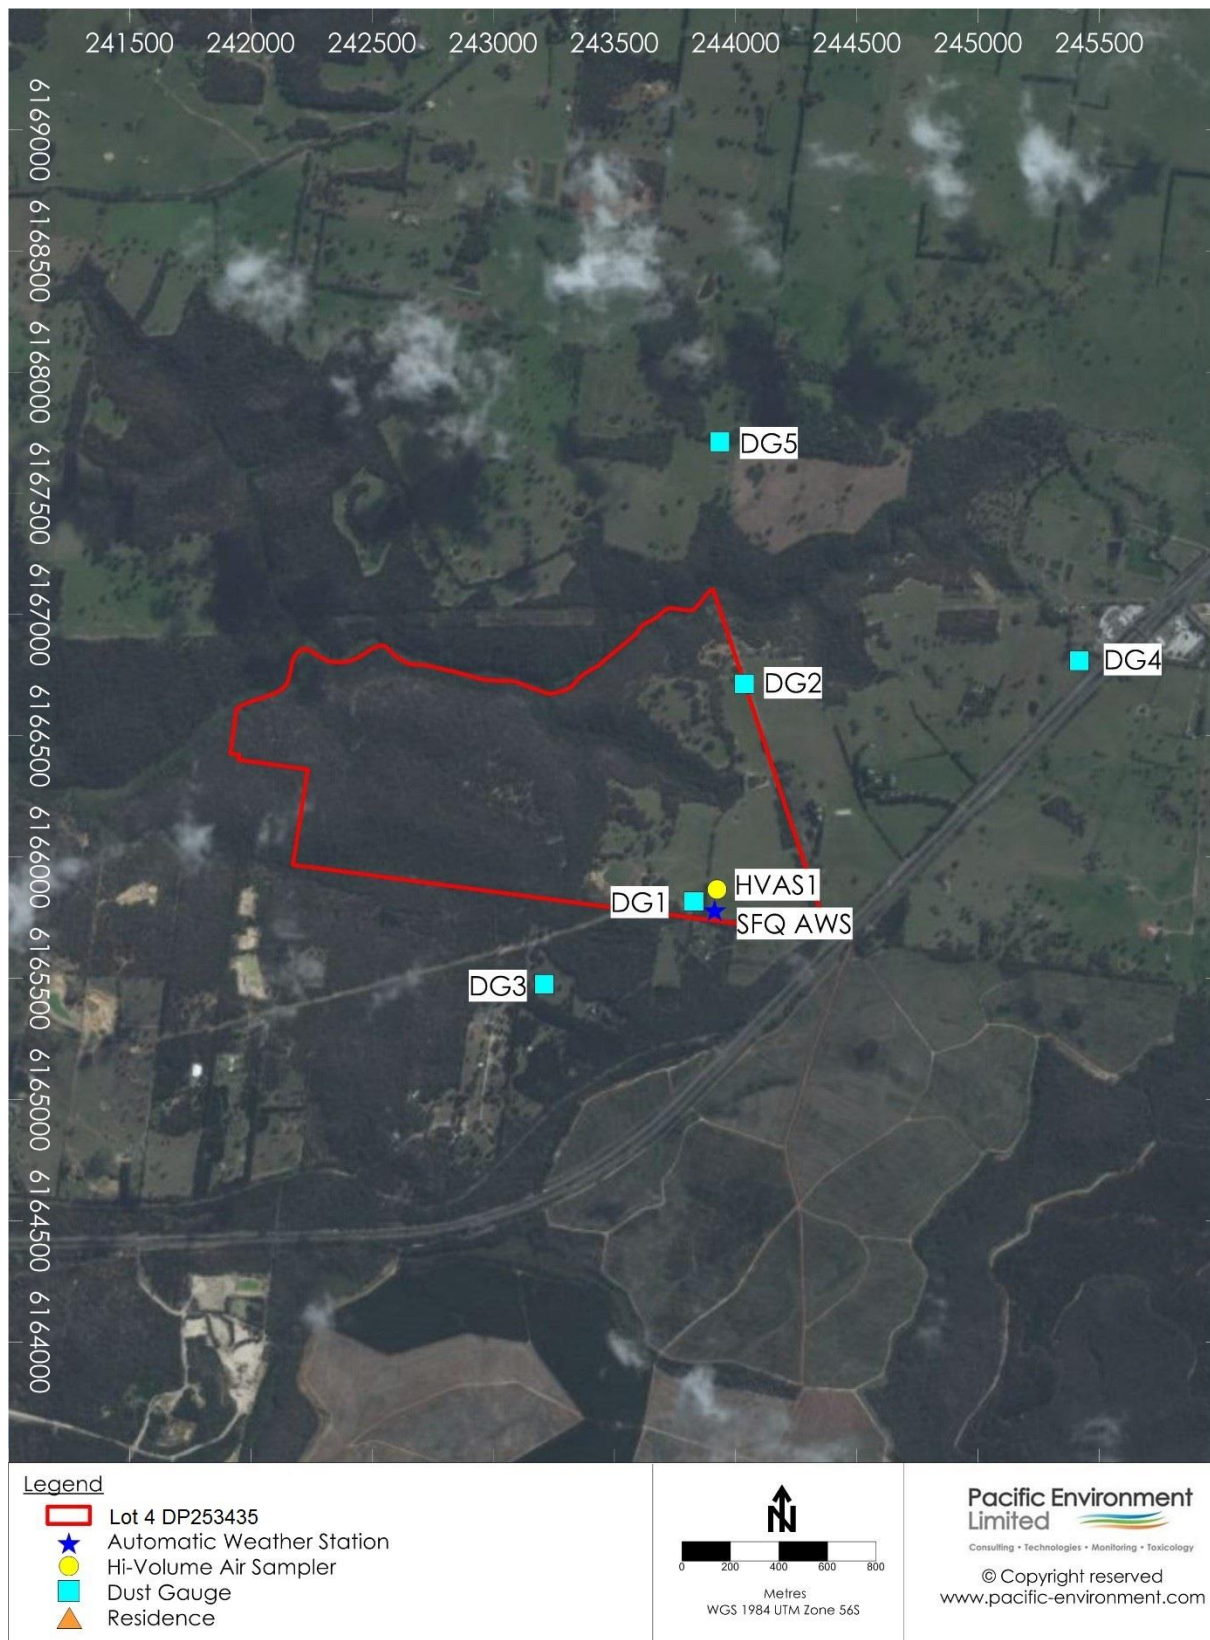 241500 242000 242500 243000 243500 244000 244500 245000 245500
6169000
6168500
6168000
6167500
6167000
6166500
6166000
6165500
6165000
6164500
6164000
DG5
DG4
DG2
HVAS1
DG1
SFQ AWS
DG3
Legend
Lot 4 DP253435
Automatic Weather Station
Hi-Volume Air Sampler
Dust Gauge
Residence
N
0 200 400 600 800
Metres
WGS 1984 UTM Zone 56S
Pacific Environment
Limited
Consulting • Technologies • Monitoring • Toxicology
© Copyright reserved
www.pacific-environment.com